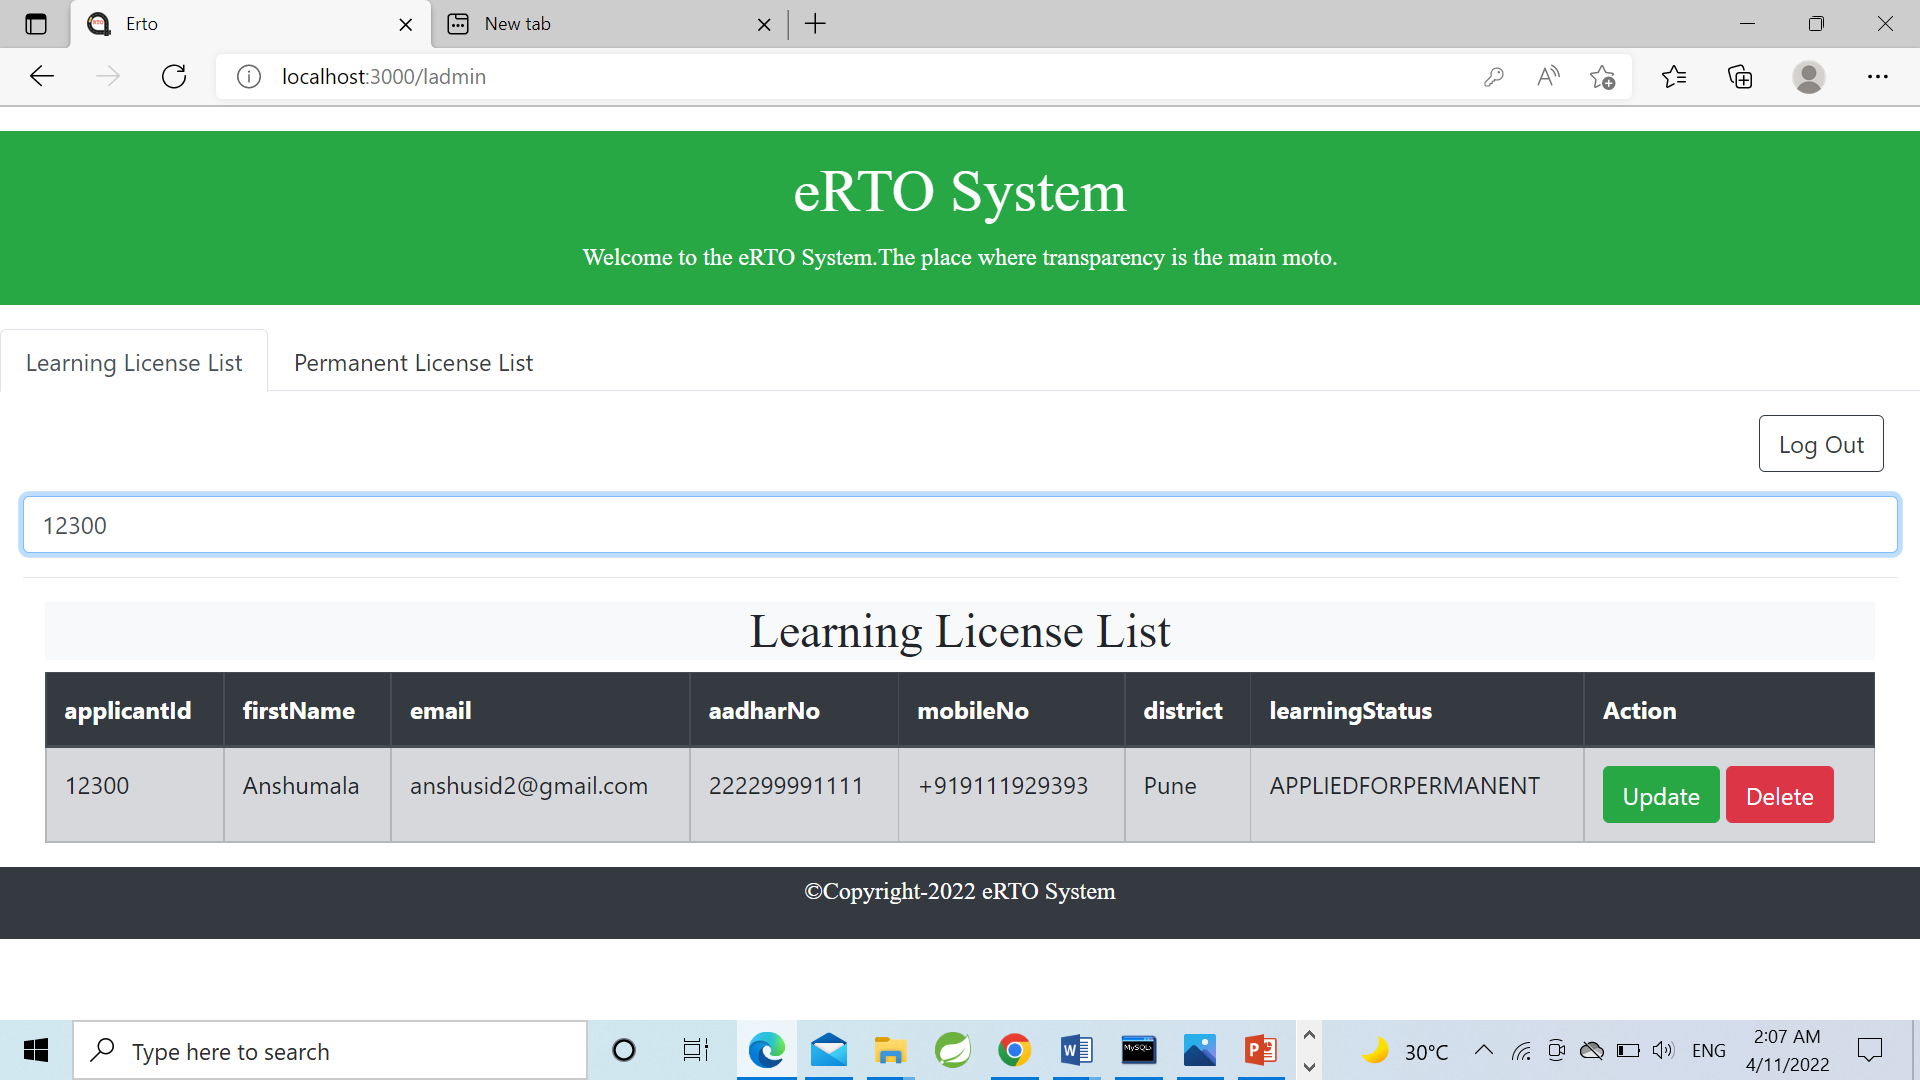 Erto
New tab
localhost:3000/ladmin
eRTO System
Welcome to the eRTO System.The place where transparency is the main moto.
Learning License List
Permanent License List
Log Out
12300
Learning License List
applicantId firstName email aadharNo mobileNo district learningStatus Action
12300 Anshumala anshusid2@gmail.com 222299991111 +919111929393 Pune APPLIEDFORPERMANENT Update Delete
©Copyright-2022 eRTO System
Type here to search
MySQL
30°C
ENG
2:07 AM
4/11/2022